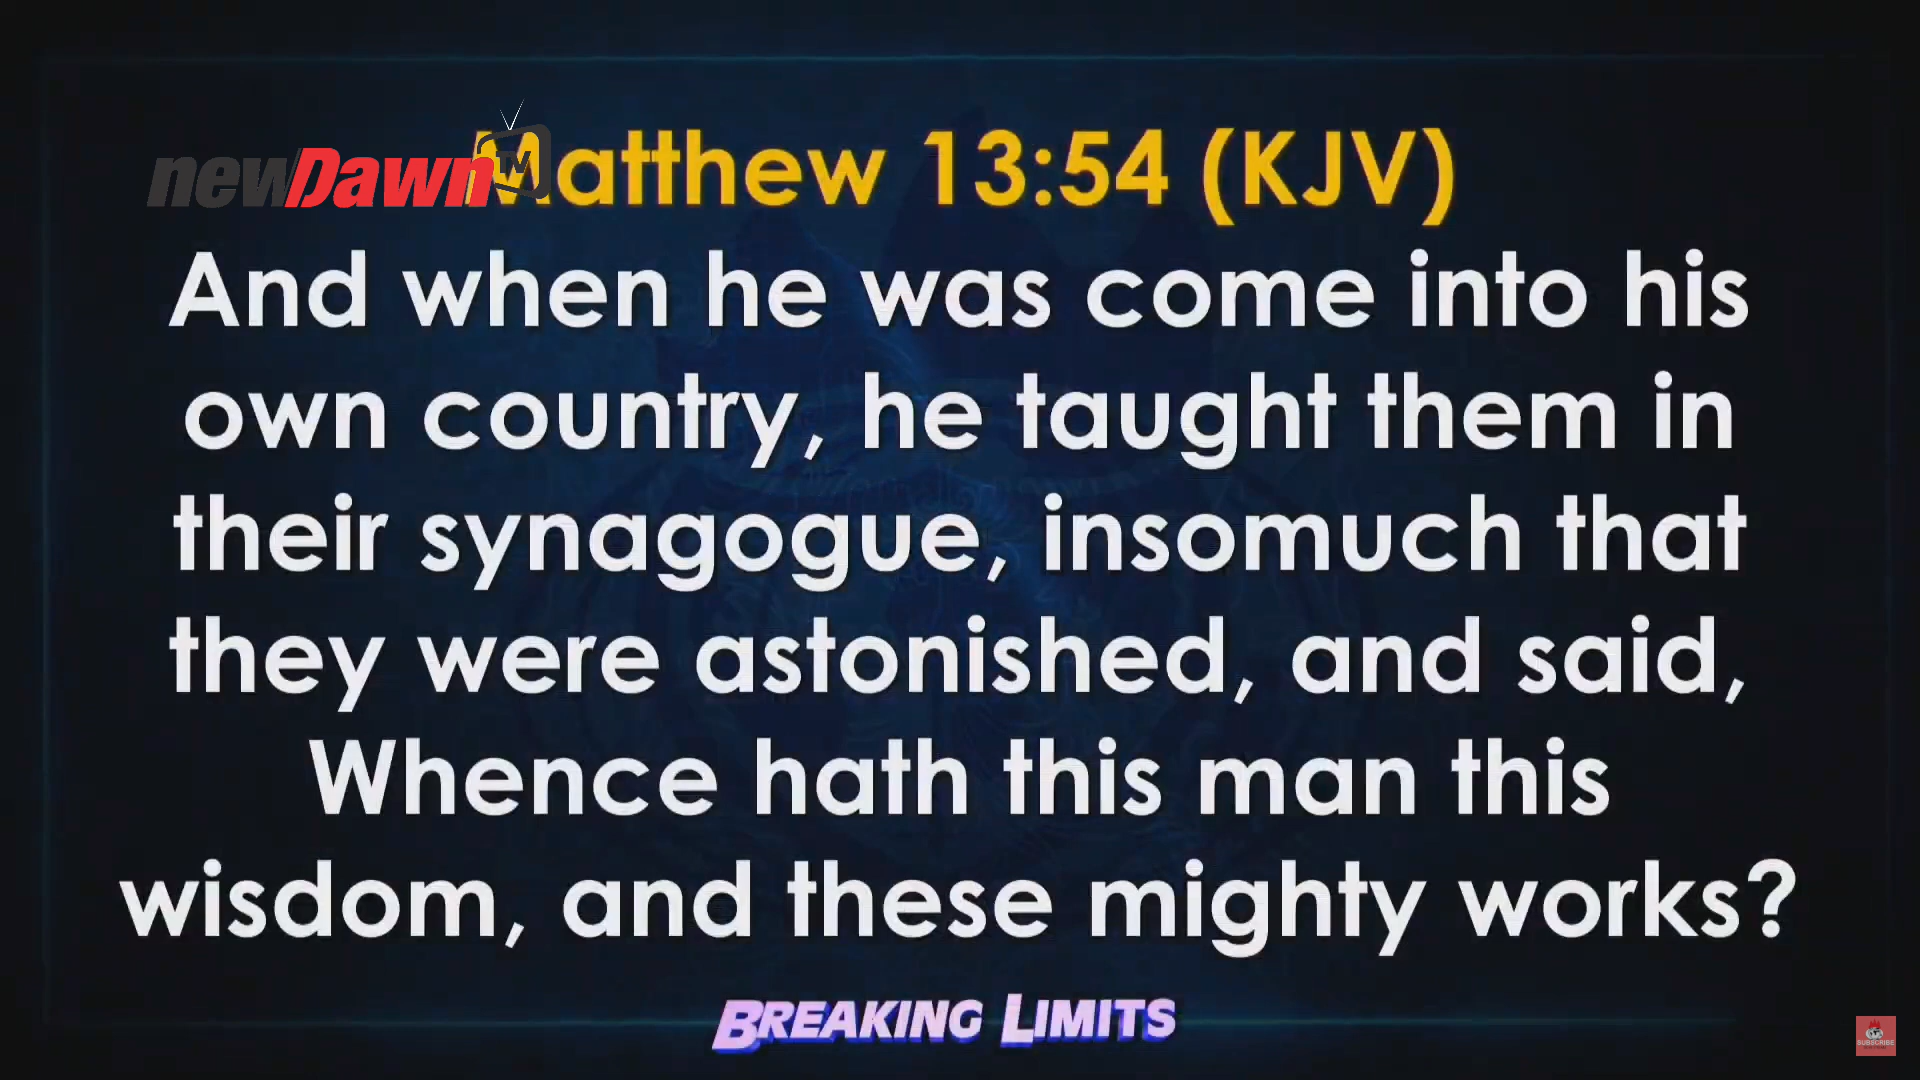 newDawn TV
Matthew 13:54 (KJV)
And when he was come into his
own country, he taught them in
their synagogue, insomuch that
they were astonished, and said,
Whence hath this man this
wisdom, and these mighty works?
BREAKING LIMITS
SUBSCRIBE